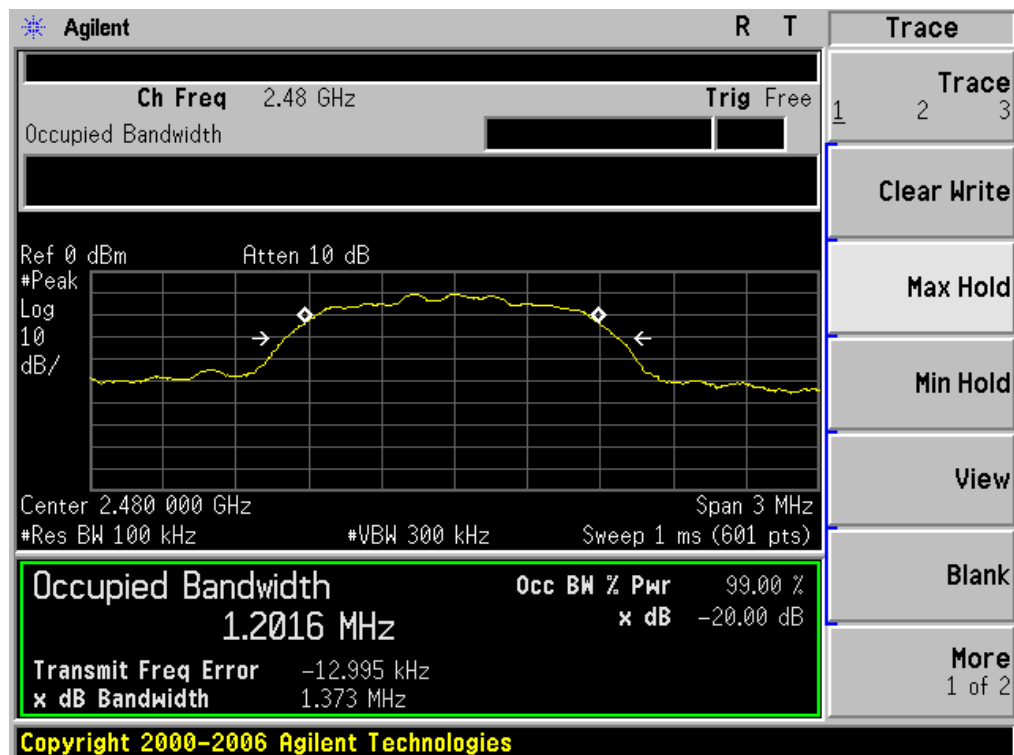 Agilent R T
Trace
Ch Freq 2.48 GHz Trig Free
Occupied Bandwidth
Ref 0 dBm Atten 10 dB
#Peak
Log
10
dB/
Center 2.480 000 GHz Span 3 MHz
#Res BW 100 kHz #VBW 300 kHz Sweep 1 ms (601 pts)
Occupied Bandwidth
1.2016 MHz
Occ BW % Pwr 99.00 %
x dB -20.00 dB
Transmit Freq Error -12.995 kHz
x dB Bandwidth 1.373 MHz
Copyright 2000-2006 Agilent Technologies
Trace
1 2 3
Clear Write
Max Hold
Min Hold
View
Blank
More
1 of 2